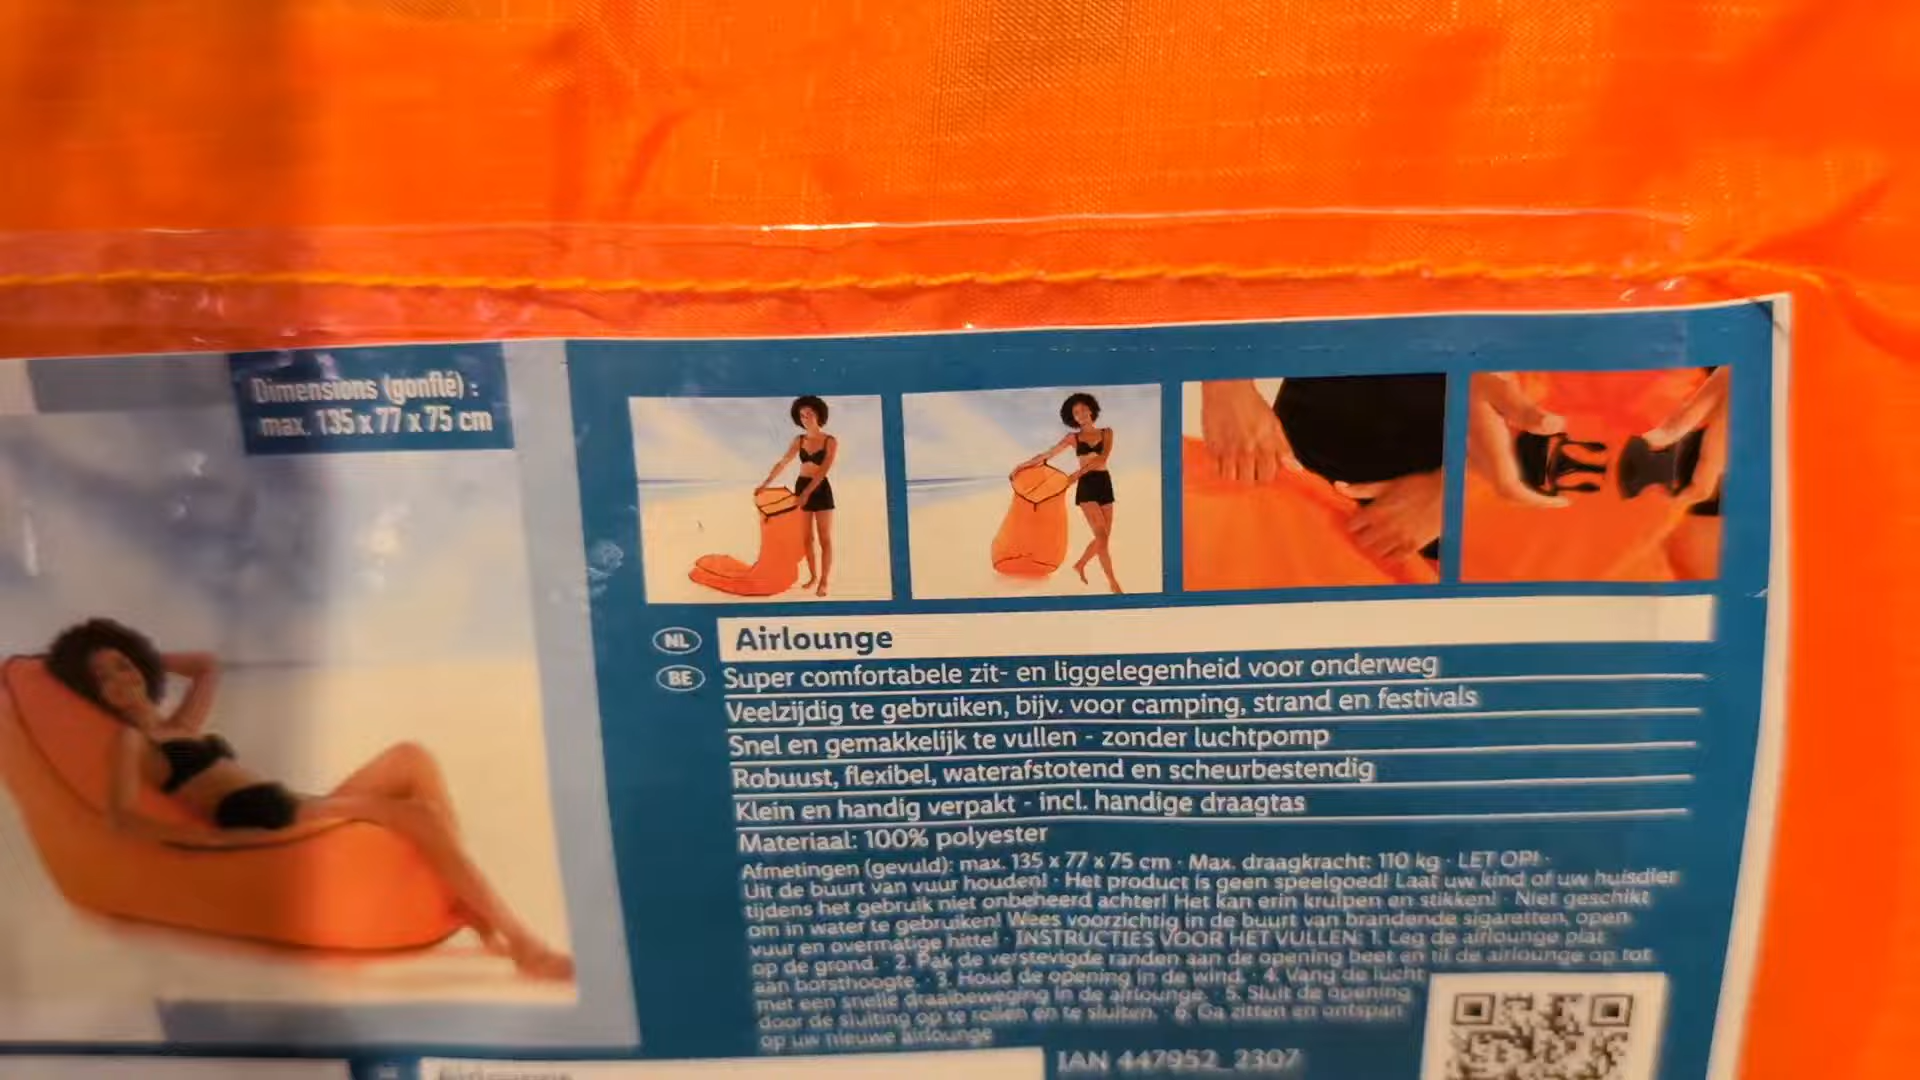 Dimensions (gonflé) :
max. 135 x 77 x 75 cm
NL
Airlounge
BE
Super comfortabele zit- en liggelegenheid voor onderweg
Veelzijdig te gebruiken, bijv. voor camping, strand en festivals
Snel en gemakkelijk te vullen - zonder luchtpomp
Robuust, flexibel, waterafstotend en scheurbestendig
Klein en handig verpakt - incl. handige draagtas
Materiaal: 100% polyester
Afmetingen (gevuld): max. 135 x 77 x 75 cm · Max. draagkracht: 110 kg · LET OP! ·
Uit de buurt van vuur houden! · Het product is geen speelgoed! Laat uw kind of uw huisdier
tijdens het gebruik niet onbeheerd achter! Het kan erin kruipen en stikken! · Niet geschikt
om in water te gebruiken! Wees voorzichtig in de buurt van brandende sigaretten, open
vuur en overmatige hitte! · INSTRUCTIES VOOR HET VULLEN: 1. Leg de airlounge plat
op de grond. · 2. Pak de verstevigde randen aan de opening beet en til de airlounge op tot
aan borsthoogte. · 3. Houd de opening in de wind. · 4. Vang de lucht
met een snelle draaibeweging in de airlounge. · 5. Sluit de opening
door de sluiting op te rollen en te sluiten. · 6. Ga zitten en ontspan
op uw nieuwe airlounge
IAN 447952_2307